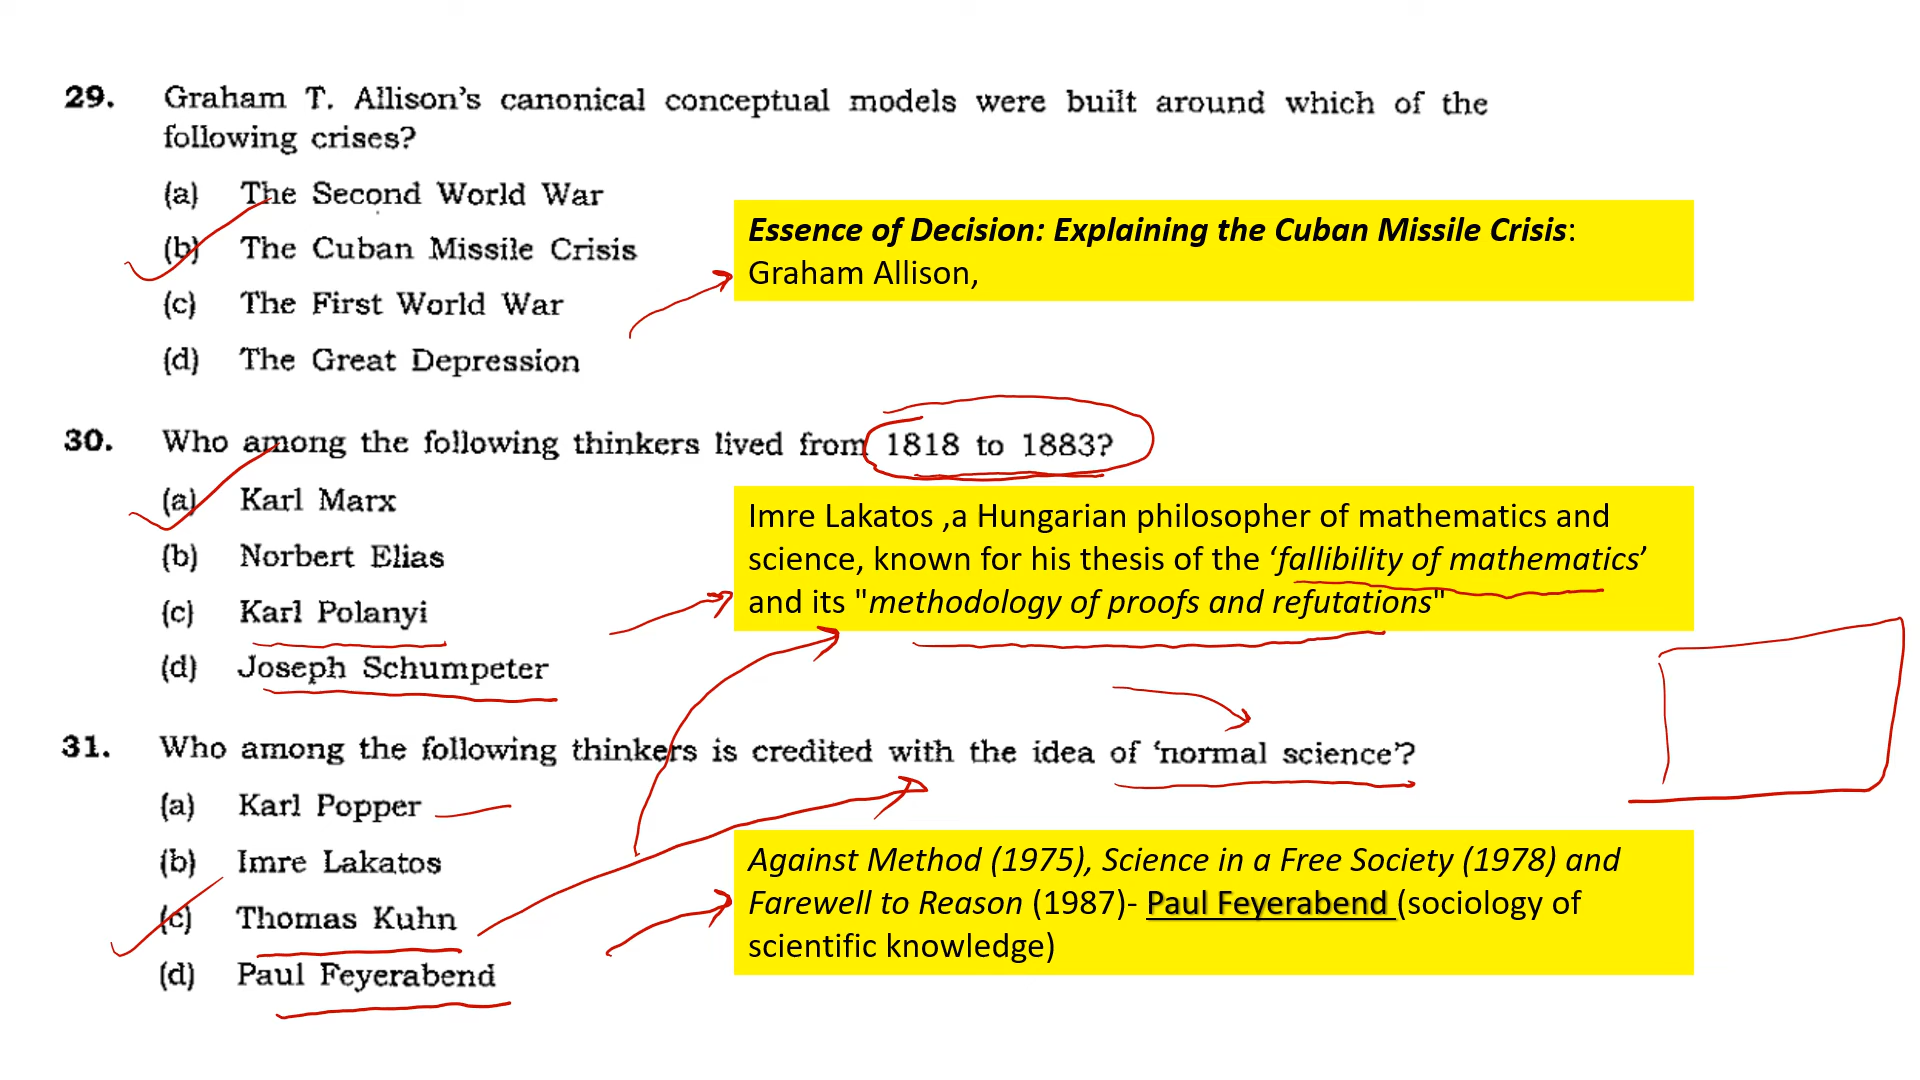 29. Graham T. Allison's canonical conceptual models were built around which of the
following crises?
(a) The Second World War
(b) The Cuban Missile Crisis
(c) The First World War
(d) The Great Depression
Essence of Decision: Explaining the Cuban Missile Crisis:
Graham Allison,
30. Who among the following thinkers lived from 1818 to 1883?
(a) Karl Marx
(b) Norbert Elias
(c) Karl Polanyi
(d) Joseph Schumpeter
Imre Lakatos ,a Hungarian philosopher of mathematics and
science, known for his thesis of the ‘fallibility of mathematics’
and its "methodology of proofs and refutations"
31. Who among the following thinkers is credited with the idea of ‘normal science’?
(a) Karl Popper
(b) Imre Lakatos
(c) Thomas Kuhn
(d) Paul Feyerabend
Against Method (1975), Science in a Free Society (1978) and
Farewell to Reason (1987)- Paul Feyerabend (sociology of
scientific knowledge)